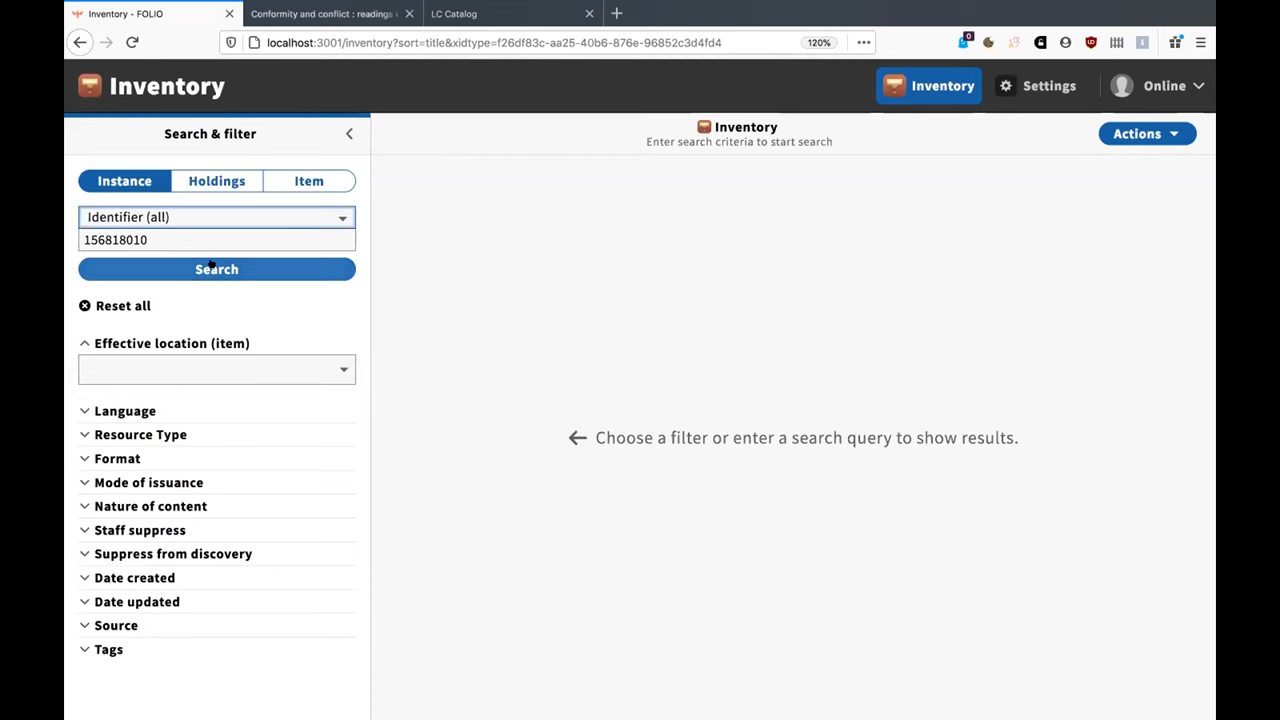 Inventory - FOLIO
Conformity and conflict : readings
LC Catalog
localhost:3001/inventory?sort=title&xidtype=f26df83c-aa25-40b6-876e-96852c3d4fd4
120%
0
Inventory
Inventory
Settings
Online
Search & filter
Inventory
Enter search criteria to start search
Actions
Instance
Holdings
Item
Identifier (all)
156818010
Search
Reset all
Effective location (item)
Language
Resource Type
Format
Mode of issuance
Nature of content
Staff suppress
Suppress from discovery
Date created
Date updated
Source
Tags
Choose a filter or enter a search query to show results.